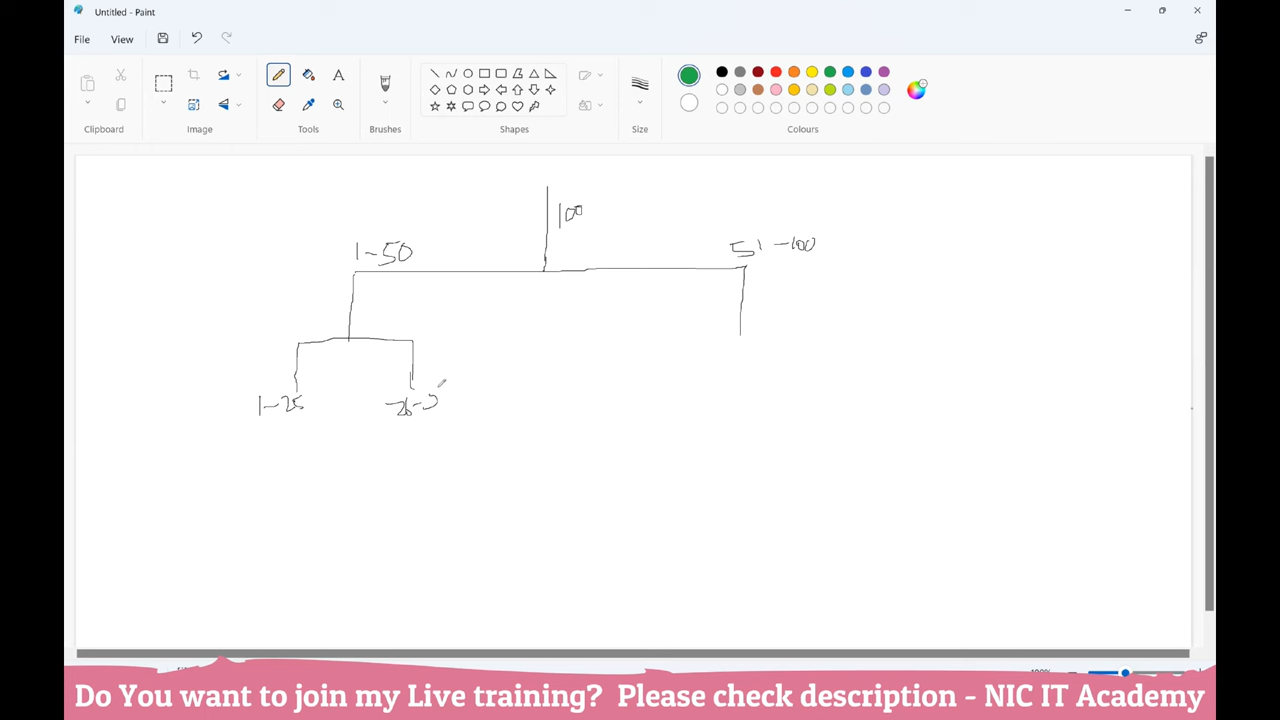 Untitled - Paint
File View
Clipboard Image Tools Brushes Shapes Size Colours
100
1-50 51-100
1-25 26-5
Do You want to join my Live training? Please check description - NIC IT Academy